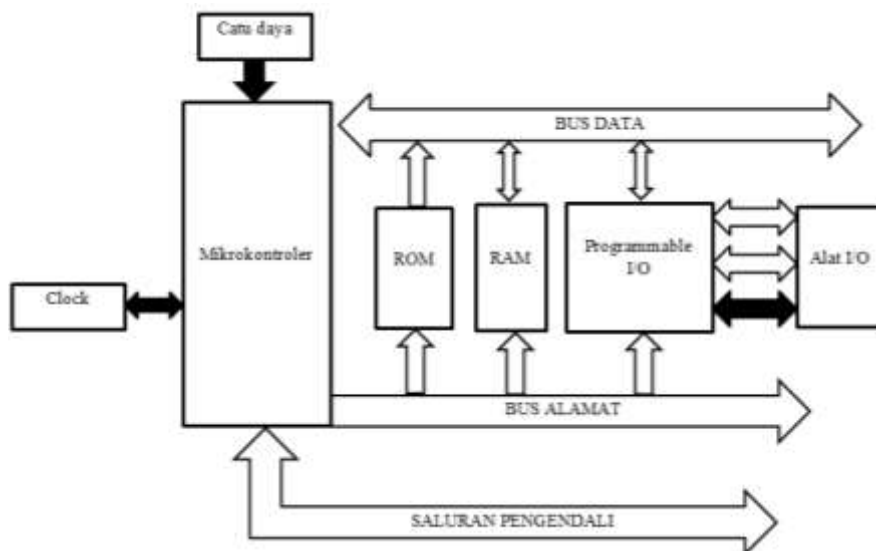 Catu daya
BUS DATA
Mikrokontroler
ROM
RAM
Programmable
I/O
Alat I/O
Clock
BUS ALAMAT
SALURAN PENGENDALI